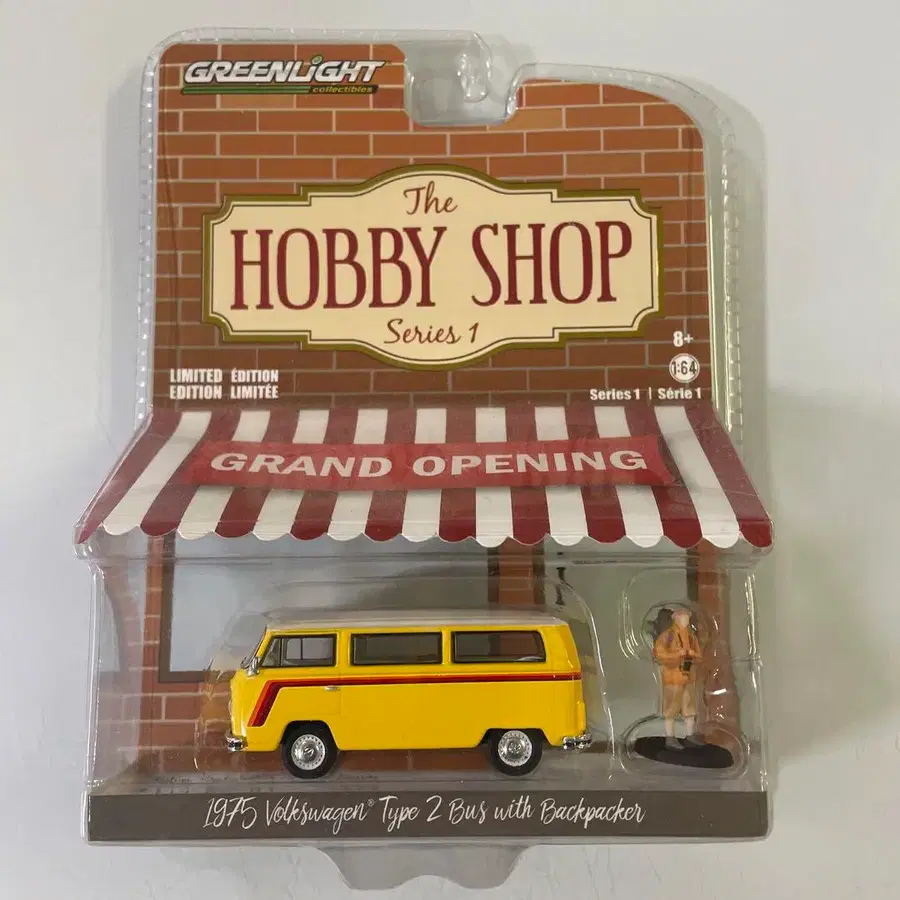 GREENLiGHT
collectibles
The
HOBBY SHOP
Series 1
8+
1:64
LIMITED ÉDITION
EDITION LIMITÉE
Series 1 | Série 1
GRAND OPENING
1975 Volkswagen® Type 2 Bus with Backpacker